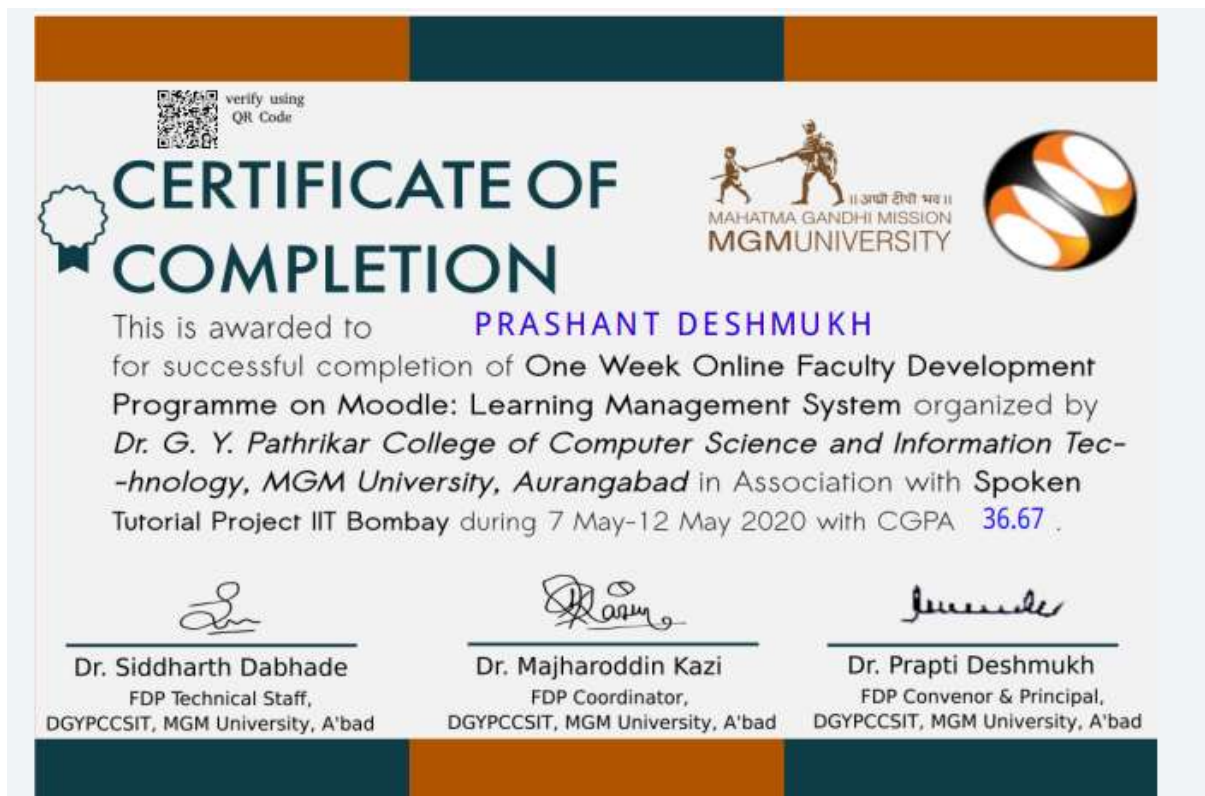 verify using
QR Code
CERTIFICATE OF
COMPLETION
|| अत्त दीपो भव ||
MAHATMA GANDHI MISSION
MGMUNIVERSITY
This is awarded to PRASHANT DESHMUKH
for successful completion of One Week Online Faculty Development
Programme on Moodle: Learning Management System organized by
Dr. G. Y. Pathrikar College of Computer Science and Information Tec-
-hnology, MGM University, Aurangabad in Association with Spoken
Tutorial Project IIT Bombay during 7 May-12 May 2020 with CGPA 36.67 .
Dr. Siddharth Dabhade
FDP Technical Staff,
DGYPCCSIT, MGM University, A'bad
Dr. Majharoddin Kazi
FDP Coordinator,
DGYPCCSIT, MGM University, A'bad
Dr. Prapti Deshmukh
FDP Convenor & Principal,
DGYPCCSIT, MGM University, A'bad